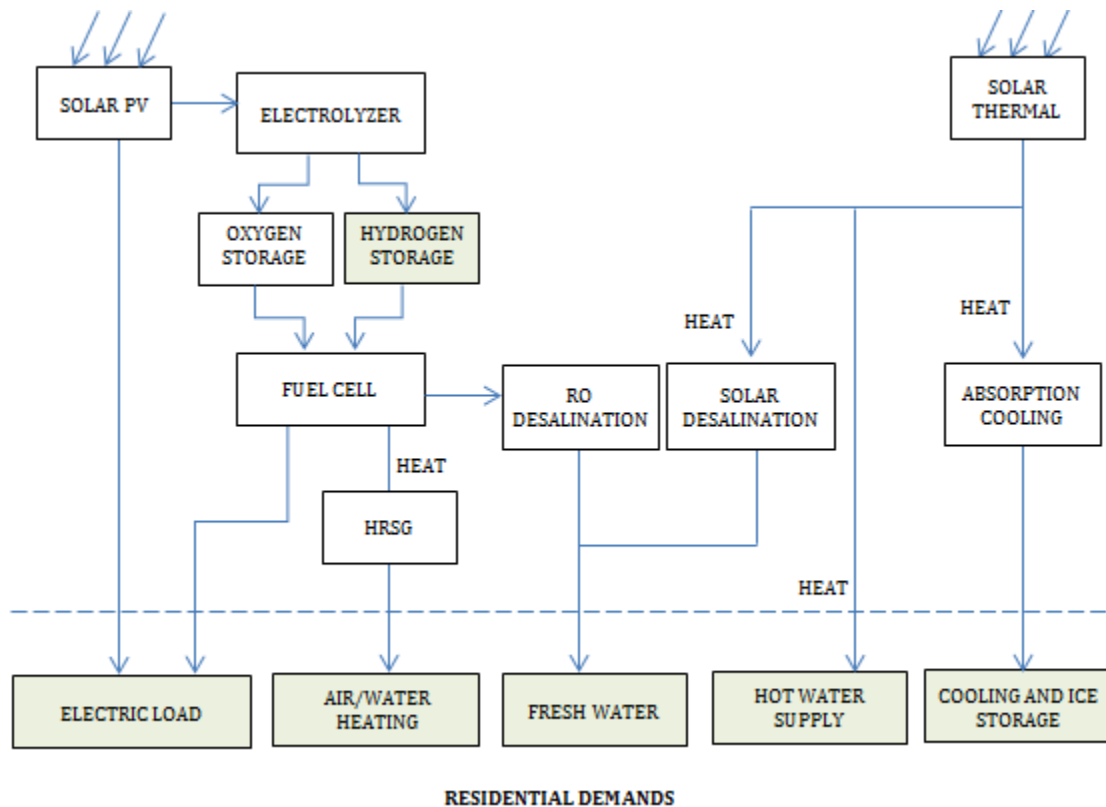 SOLAR PV
ELECTROLYZER
SOLAR
THERMAL
OXYGEN
STORAGE
HYDROGEN
STORAGE
HEAT
HEAT
FUEL CELL
RO
DESALINATION
SOLAR
DESALINATION
ABSORPTION
COOLING
HEAT
HRSG
HEAT
ELECTRIC LOAD
AIR/WATER
HEATING
FRESH WATER
HOT WATER
SUPPLY
COOLING AND ICE
STORAGE
RESIDENTIAL DEMANDS